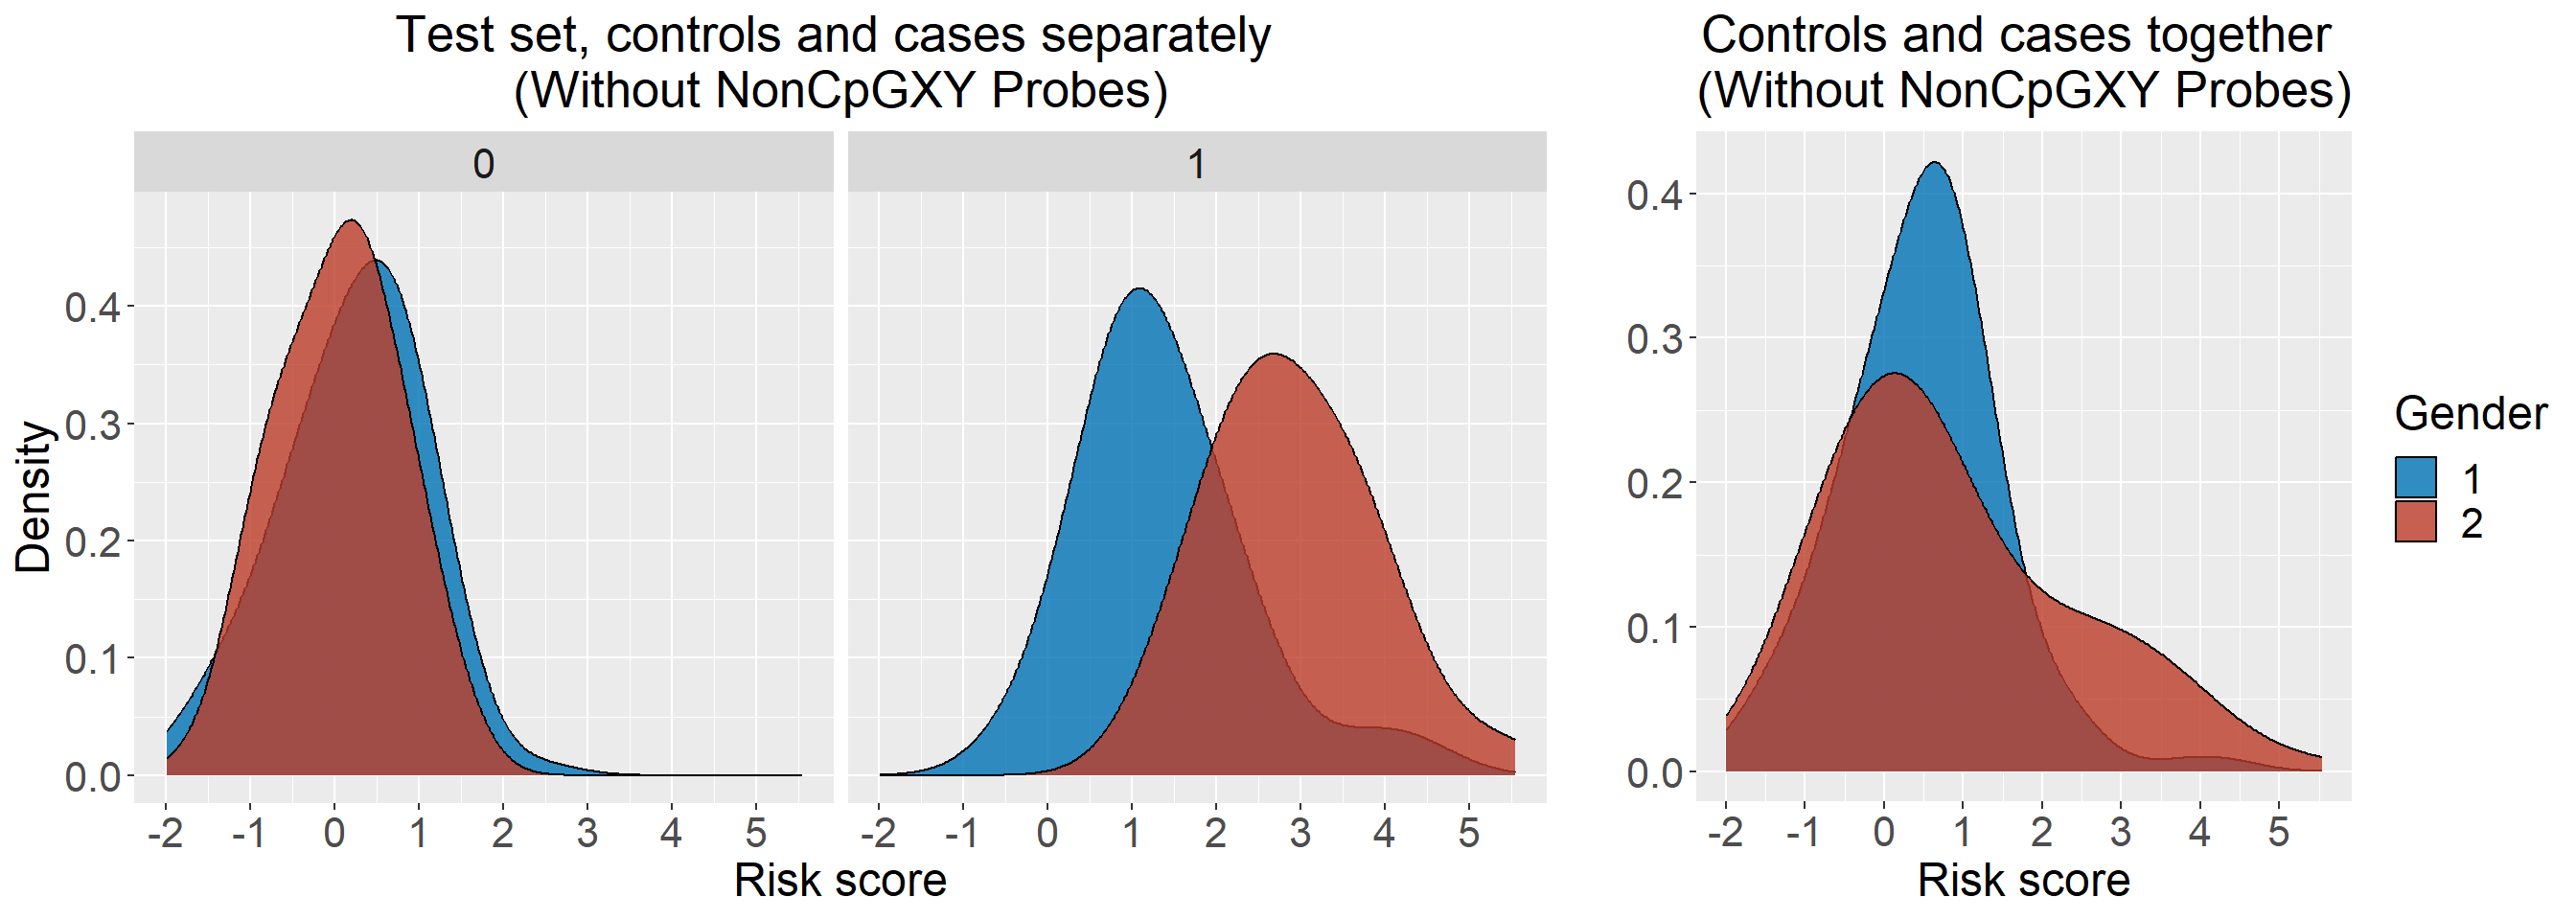 Test set, controls and cases separately
(Without NonCpGXY Probes)
Controls and cases together
(Without NonCpGXY Probes)
0
1
Density
0.4
0.3
0.2
0.1
0.0
-2 -1 0 1 2 3 4 5
-2 -1 0 1 2 3 4 5
Risk score
0.4
0.3
0.2
0.1
0.0
-2 -1 0 1 2 3 4 5
Risk score
Gender
1
2